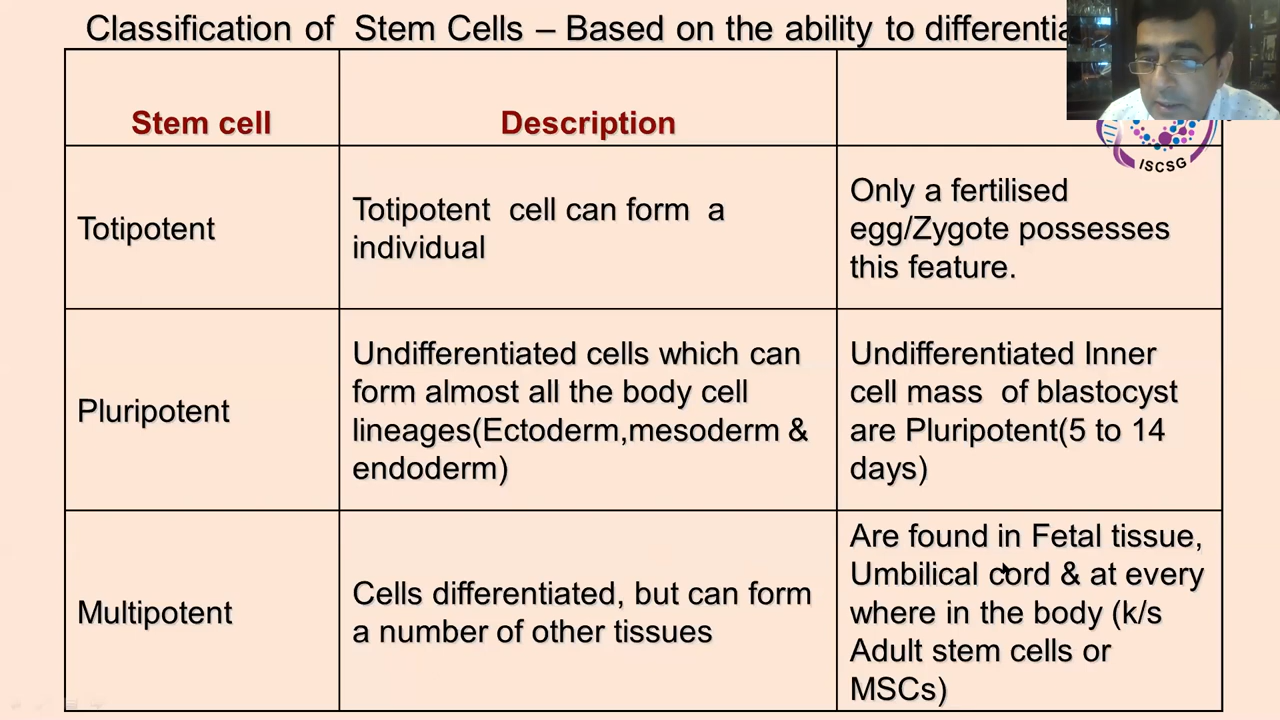 Classification of Stem Cells – Based on the ability to differentia
Stem cell
Description
ISCSG
Totipotent
Totipotent cell can form a
individual
Only a fertilised
egg/Zygote possesses
this feature.
Pluripotent
Undifferentiated cells which can
form almost all the body cell
lineages(Ectoderm,mesoderm &
endoderm)
Undifferentiated Inner
cell mass of blastocyst
are Pluripotent(5 to 14
days)
Multipotent
Cells differentiated, but can form
a number of other tissues
Are found in Fetal tissue,
Umbilical cord & at every
where in the body (k/s
Adult stem cells or
MSCs)